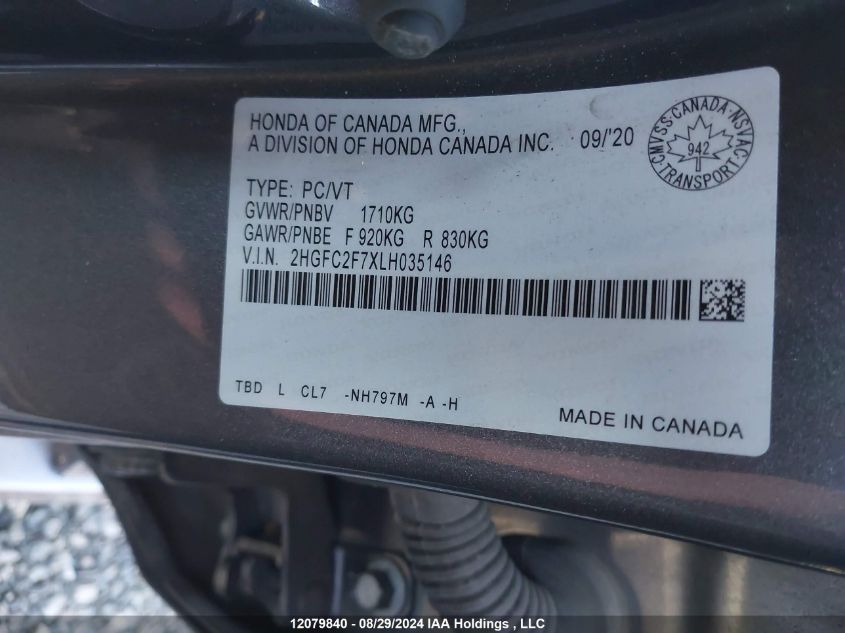 HONDA OF CANADA MFG.,
A DIVISION OF HONDA CANADA INC. 09/'20
CMVSS·CANADA·NSVAC·TRANSPORT
942
TYPE: PC/VT
GVWR/PNBV 1710KG
GAWR/PNBE F 920KG R 830KG
V.I.N. 2HGFC2F7XLH035146
TBD L CL7 -NH797M -A -H
MADE IN CANADA
12079840 - 08/29/2024 IAA Holdings , LLC